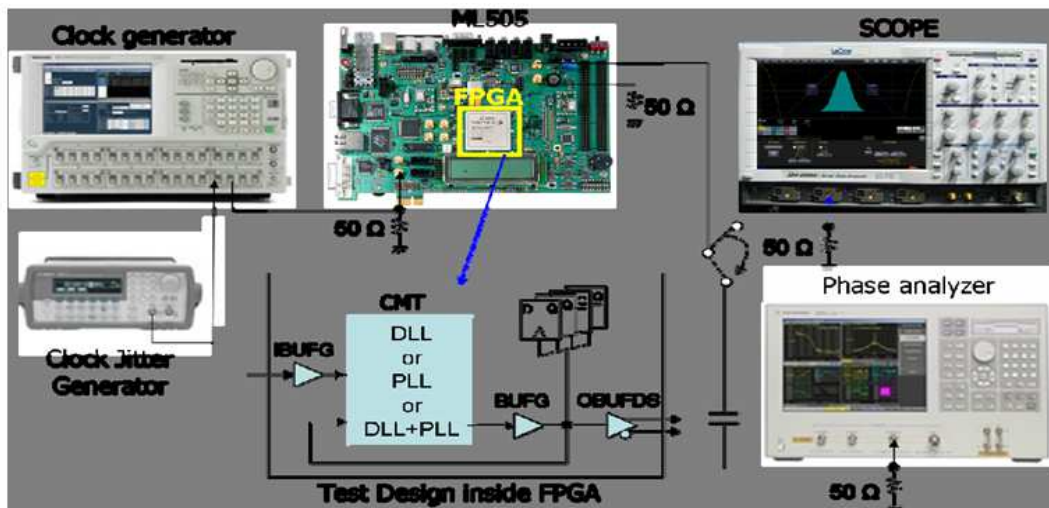 ML505
Clock generator
SCOPE
FPGA
50 Ω
50 Ω
50 Ω
Phase analyzer
CMT
DLL
or
PLL
or
DLL+PLL
IBUFG
BUFG
OBUFDS
D Q
Clock Jitter
Generator
Test Design inside FPGA
50 Ω